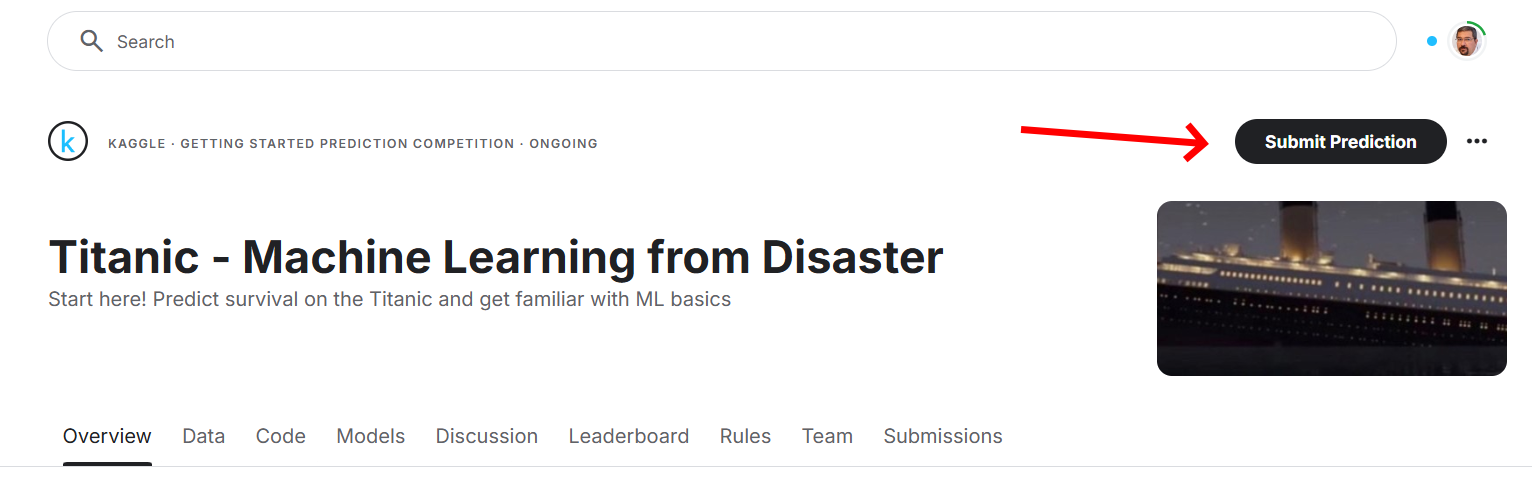 Search
k
KAGGLE · GETTING STARTED PREDICTION COMPETITION · ONGOING
Submit Prediction
Titanic - Machine Learning from Disaster
Start here! Predict survival on the Titanic and get familiar with ML basics
Overview Data Code Models Discussion Leaderboard Rules Team Submissions